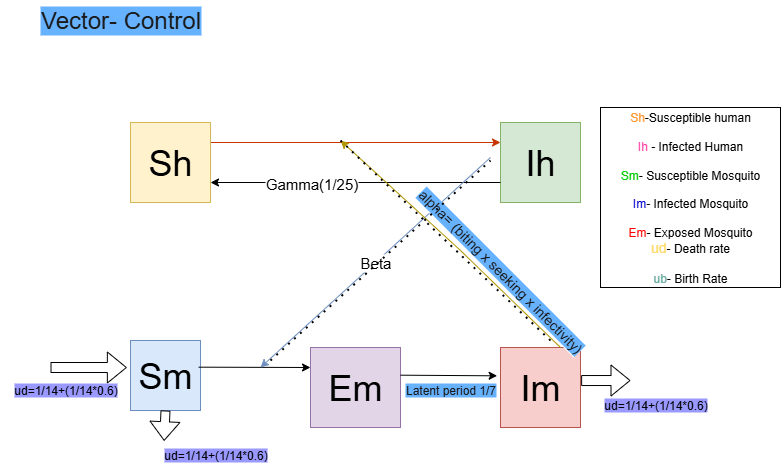 Vector- Control
Sh
Ih
Gamma(1/25)
alpha= (biting x seeking x infectivity)
Beta
Sh-Susceptible human
Ih - Infected Human
Sm- Susceptible Mosquito
Im- Infected Mosquito
Em- Exposed Mosquito
ud- Death rate
ub- Birth Rate
Sm
Em
Im
ud=1/14+(1/14*0.6)
Latent period 1/7
ud=1/14+(1/14*0.6)
ud=1/14+(1/14*0.6)